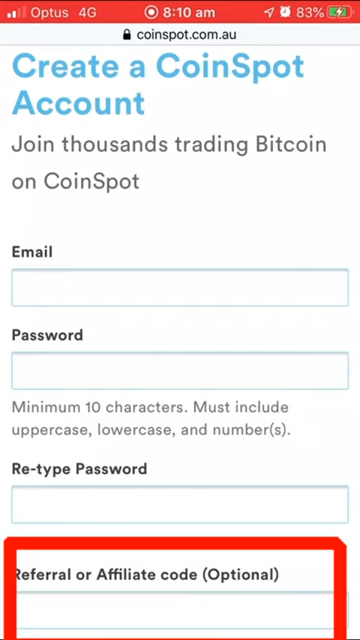 Optus 4G 8:10 am 83%
coinspot.com.au
Create a CoinSpot
Account
Join thousands trading Bitcoin
on CoinSpot
Email
Password
Minimum 10 characters. Must include
uppercase, lowercase, and number(s).
Re-type Password
Referral or Affiliate code (Optional)